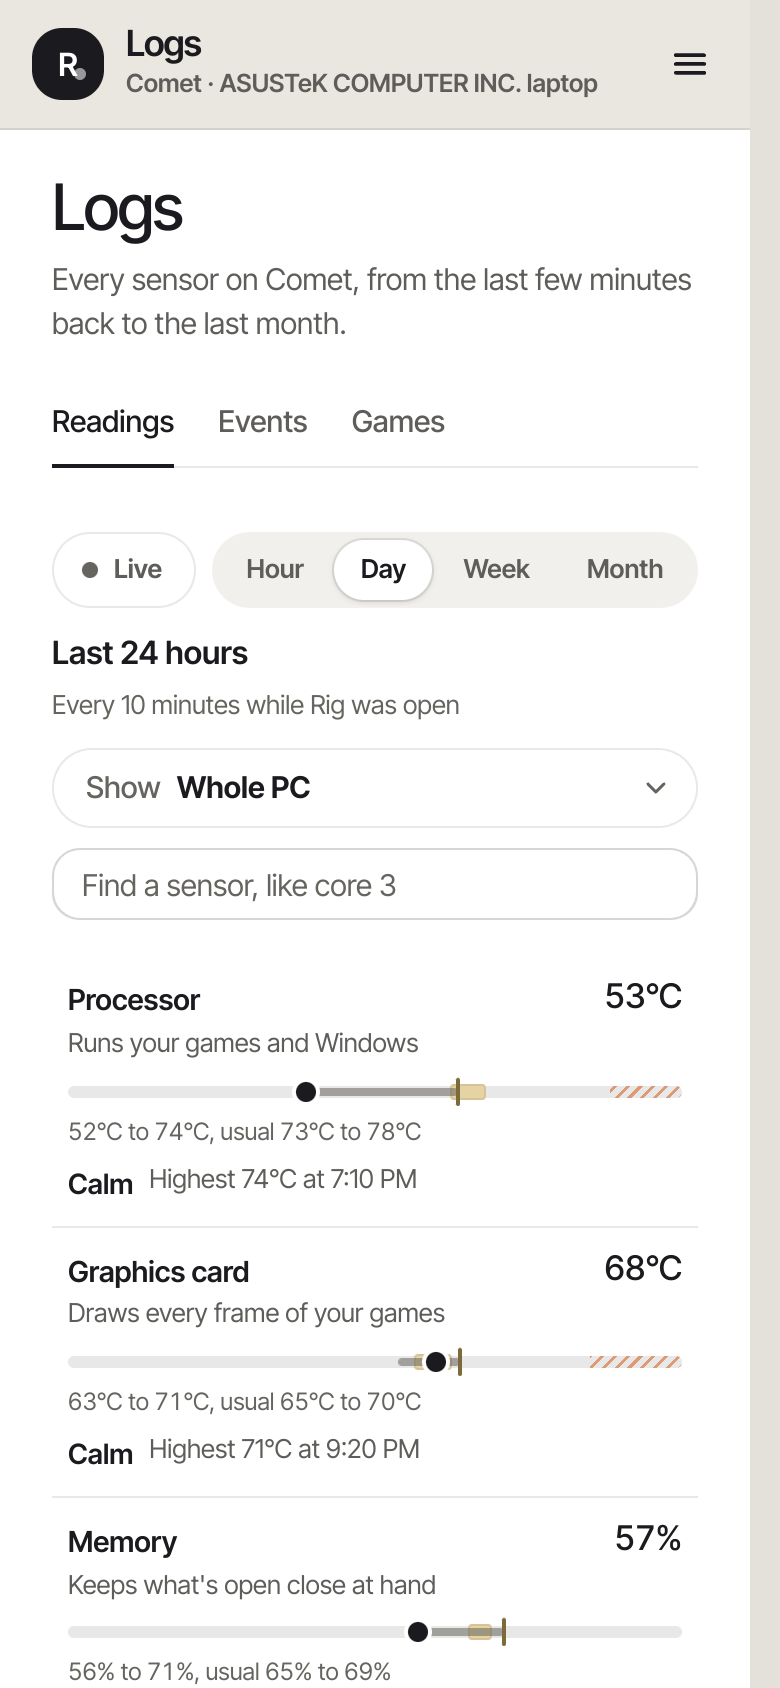 R
Logs
Comet · ASUSTeK COMPUTER INC. laptop
Logs
Every sensor on Comet, from the last few minutes
back to the last month.
Readings Events Games
Live Hour Day Week Month
Last 24 hours
Every 10 minutes while Rig was open
Show Whole PC
Find a sensor, like core 3
Processor 53°C
Runs your games and Windows
52°C to 74°C, usual 73°C to 78°C
Calm Highest 74°C at 7:10 PM
Graphics card 68°C
Draws every frame of your games
63°C to 71°C, usual 65°C to 70°C
Calm Highest 71°C at 9:20 PM
Memory 57%
Keeps what's open close at hand
56% to 71%, usual 65% to 69%